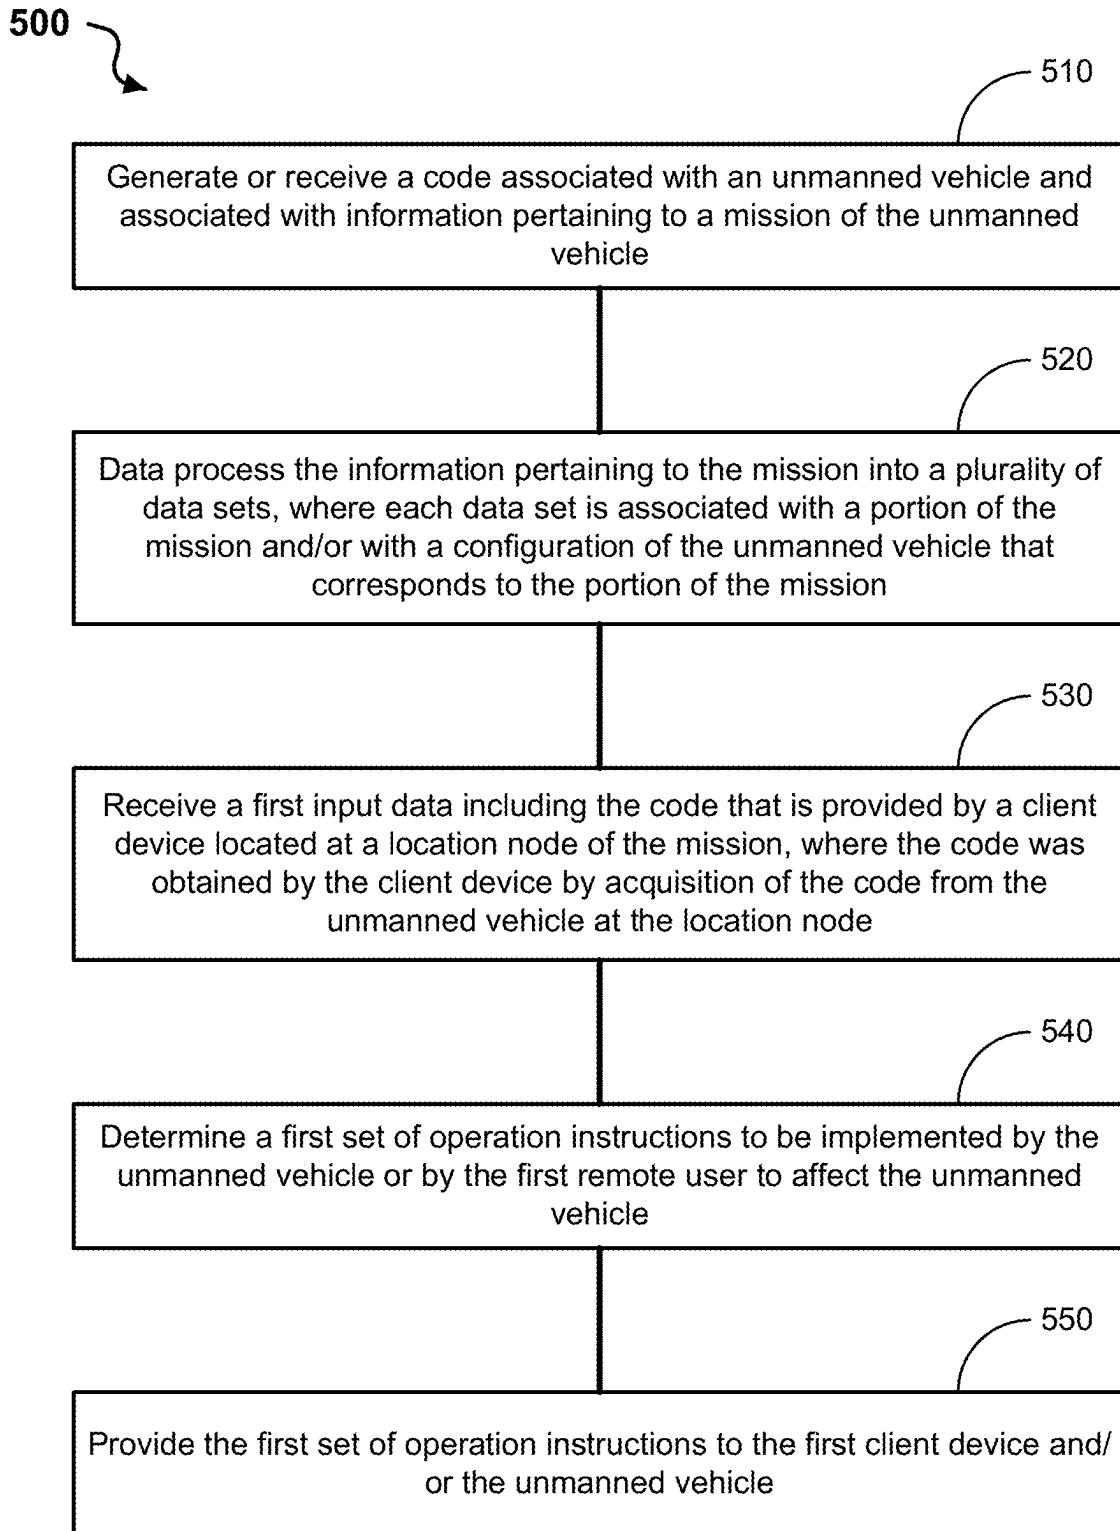 500
510
Generate or receive a code associated with an unmanned vehicle and
associated with information pertaining to a mission of the unmanned
vehicle
520
Data process the information pertaining to the mission into a plurality of
data sets, where each data set is associated with a portion of the
mission and/or with a configuration of the unmanned vehicle that
corresponds to the portion of the mission
530
Receive a first input data including the code that is provided by a client
device located at a location node of the mission, where the code was
obtained by the client device by acquisition of the code from the
unmanned vehicle at the location node
540
Determine a first set of operation instructions to be implemented by the
unmanned vehicle or by the first remote user to affect the unmanned
vehicle
550
Provide the first set of operation instructions to the first client device and/
or the unmanned vehicle